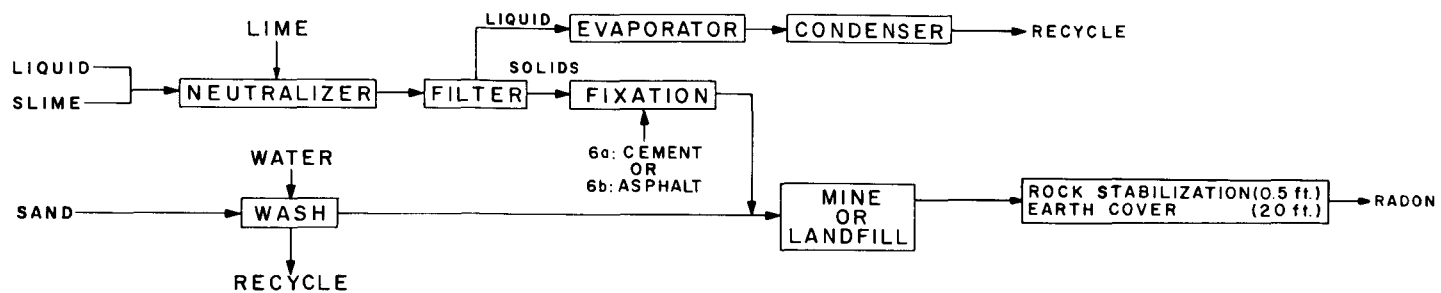 LIME
LIQUID
SLIME
NEUTRALIZER
FILTER
LIQUID
EVAPORATOR
CONDENSER
RECYCLE
SOLIDS
FIXATION
6a: CEMENT
OR
6b: ASPHALT
WATER
SAND
WASH
RECYCLE
MINE
OR
LANDFILL
ROCK STABILIZATION (0.5 ft.)
EARTH COVER (20 ft.)
RADON